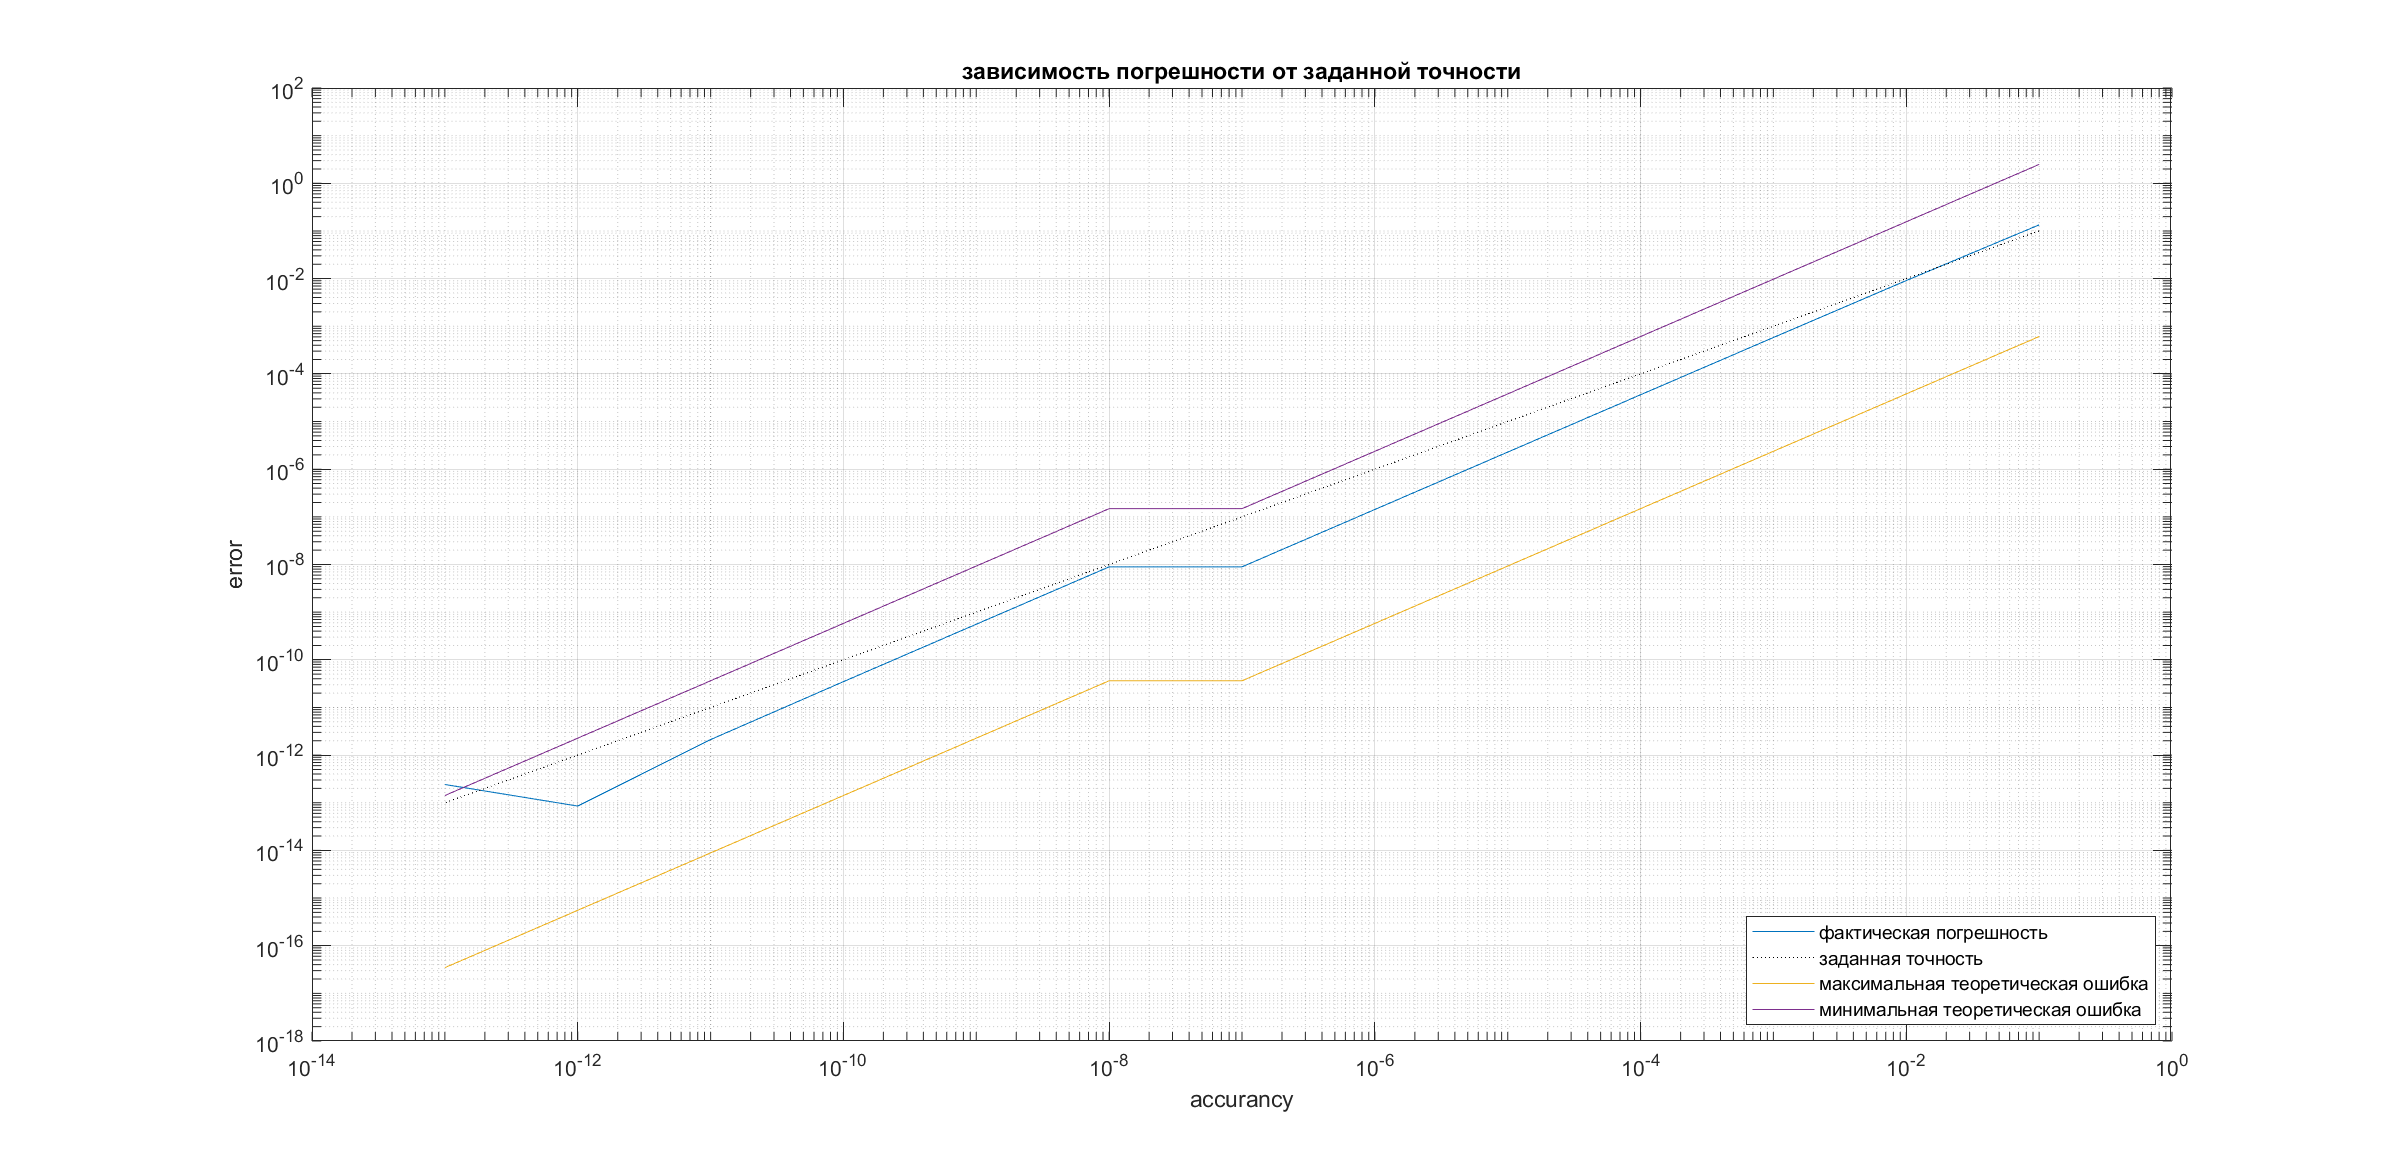 зависимость погрешности от заданной точности
10^2
10^0
10^-2
10^-4
10^-6
10^-8
10^-10
10^-12
10^-14
10^-16
10^-18
error
фактическая погрешность
заданная точность
максимальная теоретическая ошибка
минимальная теоретическая ошибка
10^-14 10^-12 10^-10 10^-8 10^-6 10^-4 10^-2 10^0
accurancy